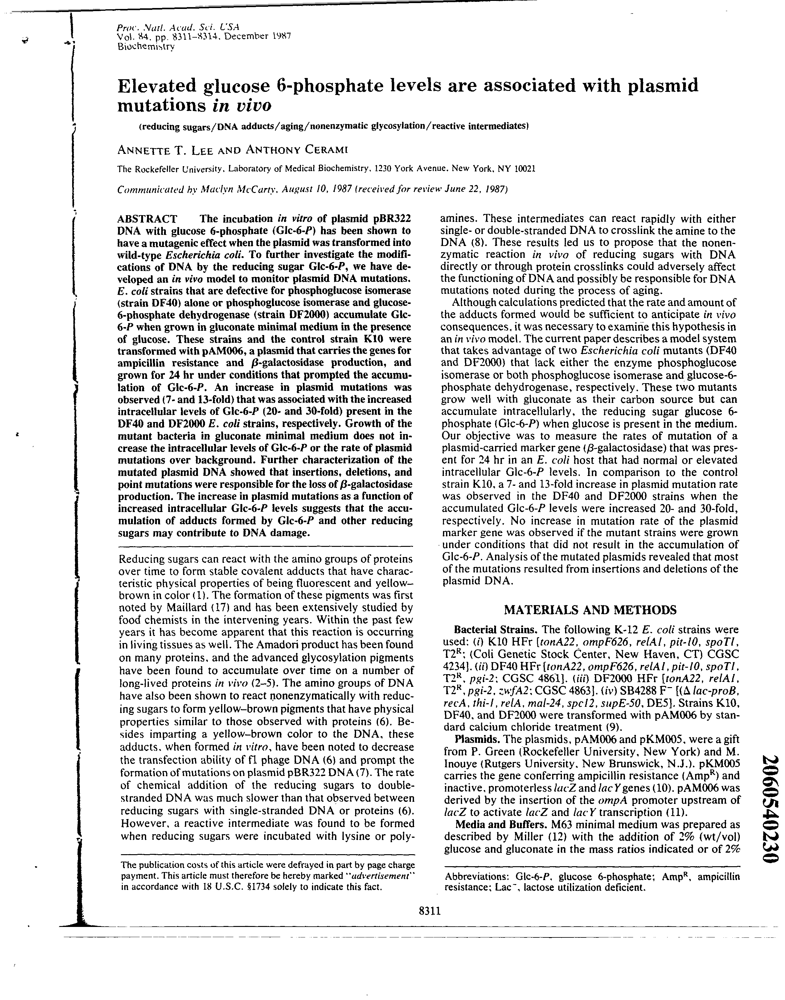 Proc. Natl. Acad. Sci. USA
Vol. 84, pp. 8311–8314, December 1987
Biochemistry
Elevated glucose 6-phosphate levels are associated with plasmid
mutations in vivo
(reducing sugars/DNA adducts/aging/nonenzymatic glycosylation/reactive intermediates)
ANNETTE T. LEE AND ANTHONY CERAMI
The Rockefeller University, Laboratory of Medical Biochemistry, 1230 York Avenue, New York, NY 10021
Communicated by Maclyn McCarty, August 10, 1987 (received for review June 22, 1987)
ABSTRACT The incubation in vitro of plasmid pBR322
DNA with glucose 6-phosphate (Glc-6-P) has been shown to
have a mutagenic effect when the plasmid was transformed into
wild-type Escherichia coli. To further investigate the modifi-
cations of DNA by the reducing sugar Glc-6-P, we have de-
veloped an in vivo model to monitor plasmid DNA mutations.
E. coli strains that are defective for phosphoglucose isomerase
(strain DF40) alone or phosphoglucose isomerase and glucose-
6-phosphate dehydrogenase (strain DF2000) accumulate Glc-
6-P when grown in gluconate minimal medium in the presence
of glucose. These strains and the control strain K10 were
transformed with pAM006, a plasmid that carries the genes for
ampicillin resistance and β-galactosidase production, and
grown for 24 hr under conditions that prompted the accumu-
lation of Glc-6-P. An increase in plasmid mutations was
observed (7- and 13-fold) that was associated with the increased
intracellular levels of Glc-6-P (20- and 30-fold) present in the
DF40 and DF2000 E. coli strains, respectively. Growth of the
mutant bacteria in gluconate minimal medium does not in-
crease the intracellular levels of Glc-6-P or the rate of plasmid
mutations over background. Further characterization of the
mutated plasmid DNA showed that insertions, deletions, and
point mutations were responsible for the loss of β-galactosidase
production. The increase in plasmid mutations as a function of
increased intracellular Glc-6-P levels suggests that the accu-
mulation of adducts formed by Glc-6-P and other reducing
sugars may contribute to DNA damage.
Reducing sugars can react with the amino groups of proteins
over time to form stable covalent adducts that have charac-
teristic physical properties of being fluorescent and yellow–
brown in color (1). The formation of these pigments was first
noted by Maillard (17) and has been extensively studied by
food chemists in the intervening years. Within the past few
years it has become apparent that this reaction is occurring
in living tissues as well. The Amadori product has been found
on many proteins, and the advanced glycosylation pigments
have been found to accumulate over time on a number of
long-lived proteins in vivo (2–5). The amino groups of DNA
have also been shown to react nonenzymatically with reduc-
ing sugars to form yellow–brown pigments that have physical
properties similar to those observed with proteins (6). Be-
sides imparting a yellow-brown color to the DNA, these
adducts, when formed in vitro, have been noted to decrease
the transfection ability of f1 phage DNA (6) and prompt the
formation of mutations on plasmid pBR322 DNA (7). The rate
of chemical addition of the reducing sugars to double-
stranded DNA was much slower than that observed between
reducing sugars with single-stranded DNA or proteins (6).
However, a reactive intermediate was found to be formed
when reducing sugars were incubated with lysine or poly-
The publication costs of this article were defrayed in part by page charge
payment. This article must therefore be hereby marked "advertisement"
in accordance with 18 U.S.C. §1734 solely to indicate this fact.
amines. These intermediates can react rapidly with either
single- or double-stranded DNA to crosslink the amine to the
DNA (8). These results led us to propose that the nonen-
zymatic reaction in vivo of reducing sugars with DNA
directly or through protein crosslinks could adversely affect
the functioning of DNA and possibly be responsible for DNA
mutations noted during the process of aging.
Although calculations predicted that the rate and amount of
the adducts formed would be sufficient to anticipate in vivo
consequences, it was necessary to examine this hypothesis in
an in vivo model. The current paper describes a model system
that takes advantage of two Escherichia coli mutants (DF40
and DF2000) that lack either the enzyme phosphoglucose
isomerase or both phosphoglucose isomerase and glucose-6-
phosphate dehydrogenase, respectively. These two mutants
grow well with gluconate as their carbon source but can
accumulate intracellularly, the reducing sugar glucose 6-
phosphate (Glc-6-P) when glucose is present in the medium.
Our objective was to measure the rates of mutation of a
plasmid-carried marker gene (β-galactosidase) that was pres-
ent for 24 hr in an E. coli host that had normal or elevated
intracellular Glc-6-P levels. In comparison to the control
strain K10, a 7- and 13-fold increase in plasmid mutation rate
was observed in the DF40 and DF2000 strains when the
accumulated Glc-6-P levels were increased 20- and 30-fold,
respectively. No increase in mutation rate of the plasmid
marker gene was observed if the mutant strains were grown
under conditions that did not result in the accumulation of
Glc-6-P. Analysis of the mutated plasmids revealed that most
of the mutations resulted from insertions and deletions of the
plasmid DNA.
MATERIALS AND METHODS
Bacterial Strains. The following K-12 E. coli strains were
used: (i) K10 HFr [tonA22, ompF626, relA1, pit-10, spoT1,
T2ᴿ; (Coli Genetic Stock Center, New Haven, CT) CGSC
4234]. (ii) DF40 HFr [tonA22, ompF626, relA1, pit-10, spoT1,
T2ᴿ, pgi-2; CGSC 4861]. (iii) DF2000 HFr [tonA22, relA1,
T2ᴿ, pgi-2, zwfA2; CGSC 4863]. (iv) SB4288 F⁻ [(Δ lac-proB,
recA, thi-1, relA, mal-24, spc12, supE-50, DE5]. Strains K10,
DF40, and DF2000 were transformed with pAM006 by stan-
dard calcium chloride treatment (9).
Plasmids. The plasmids, pAM006 and pKM005, were a gift
from P. Green (Rockefeller University, New York) and M.
Inouye (Rutgers University, New Brunswick, N.J.). pKM005
carries the gene conferring ampicillin resistance (Ampᴿ) and
inactive, promoterless lacZ and lacY genes (10). pAM006 was
derived by the insertion of the ompA promoter upstream of
lacZ to activate lacZ and lacY transcription (11).
Media and Buffers. M63 minimal medium was prepared as
described by Miller (12) with the addition of 2% (wt/vol)
glucose and gluconate in the mass ratios indicated or of 2%
Abbreviations: Glc-6-P, glucose 6-phosphate; Ampᴿ, ampicillin
resistance; Lac⁻, lactose utilization deficient.
8311
2060540230